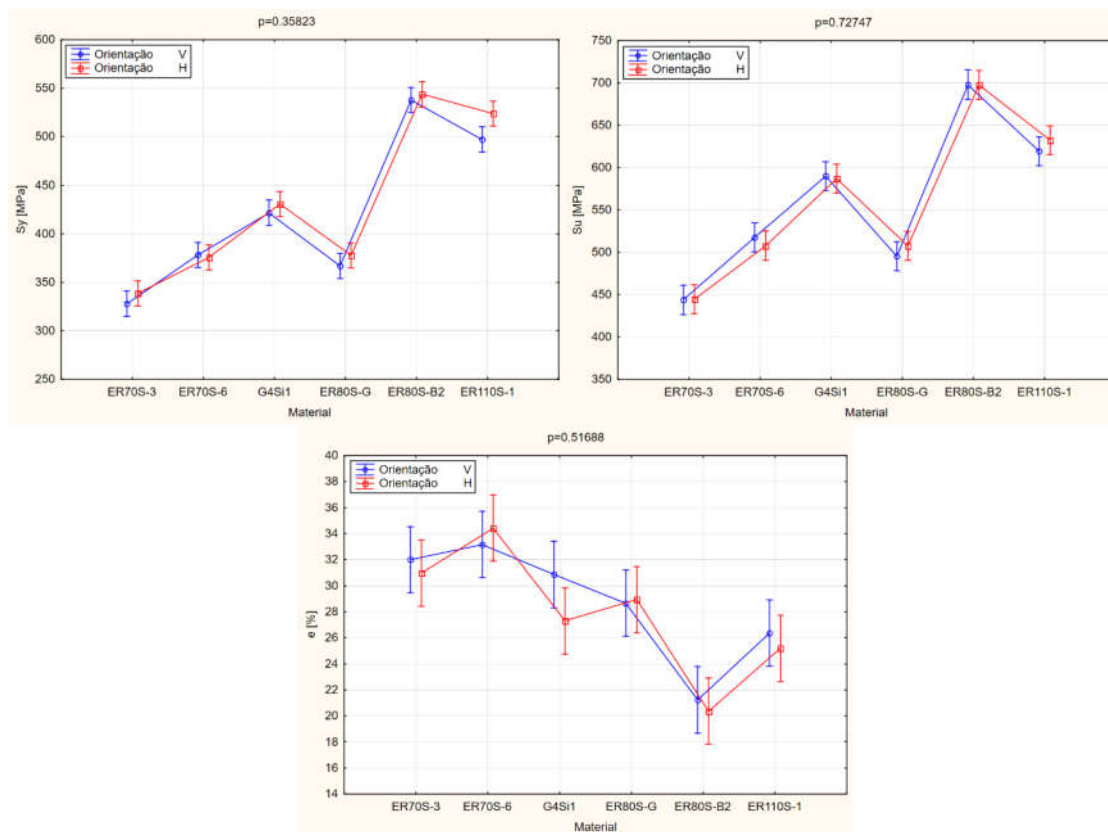 p=0.35823
600
550
500
450
400
350
300
250
Sy [MPa]
Orientação V
Orientação H
ER70S-3 ER70S-6 G4Si1 ER80S-G ER80S-B2 ER110S-1
Material
p=0.72747
750
700
650
600
550
500
450
400
350
Su [MPa]
Orientação V
Orientação H
ER70S-3 ER70S-6 G4Si1 ER80S-G ER80S-B2 ER110S-1
Material
p=0.51688
40
38
36
34
32
30
28
26
24
22
20
18
16
14
e [%]
Orientação V
Orientação H
ER70S-3 ER70S-6 G4Si1 ER80S-G ER80S-B2 ER110S-1
Material